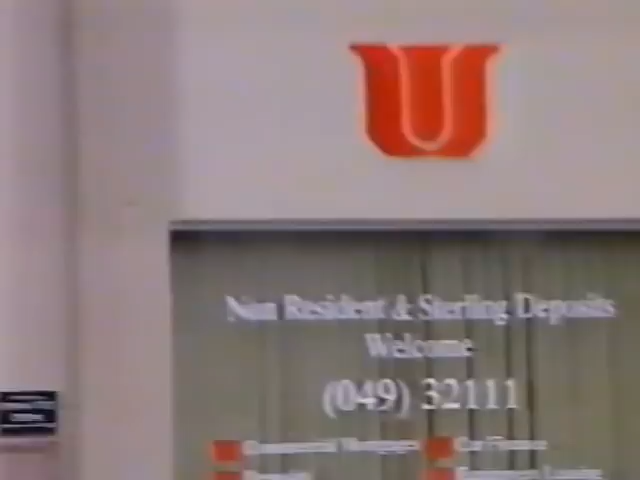 U
Non Resident & Sterling Deposits
Welcome
(049) 32111
Commercial Mortgages
Car Finance